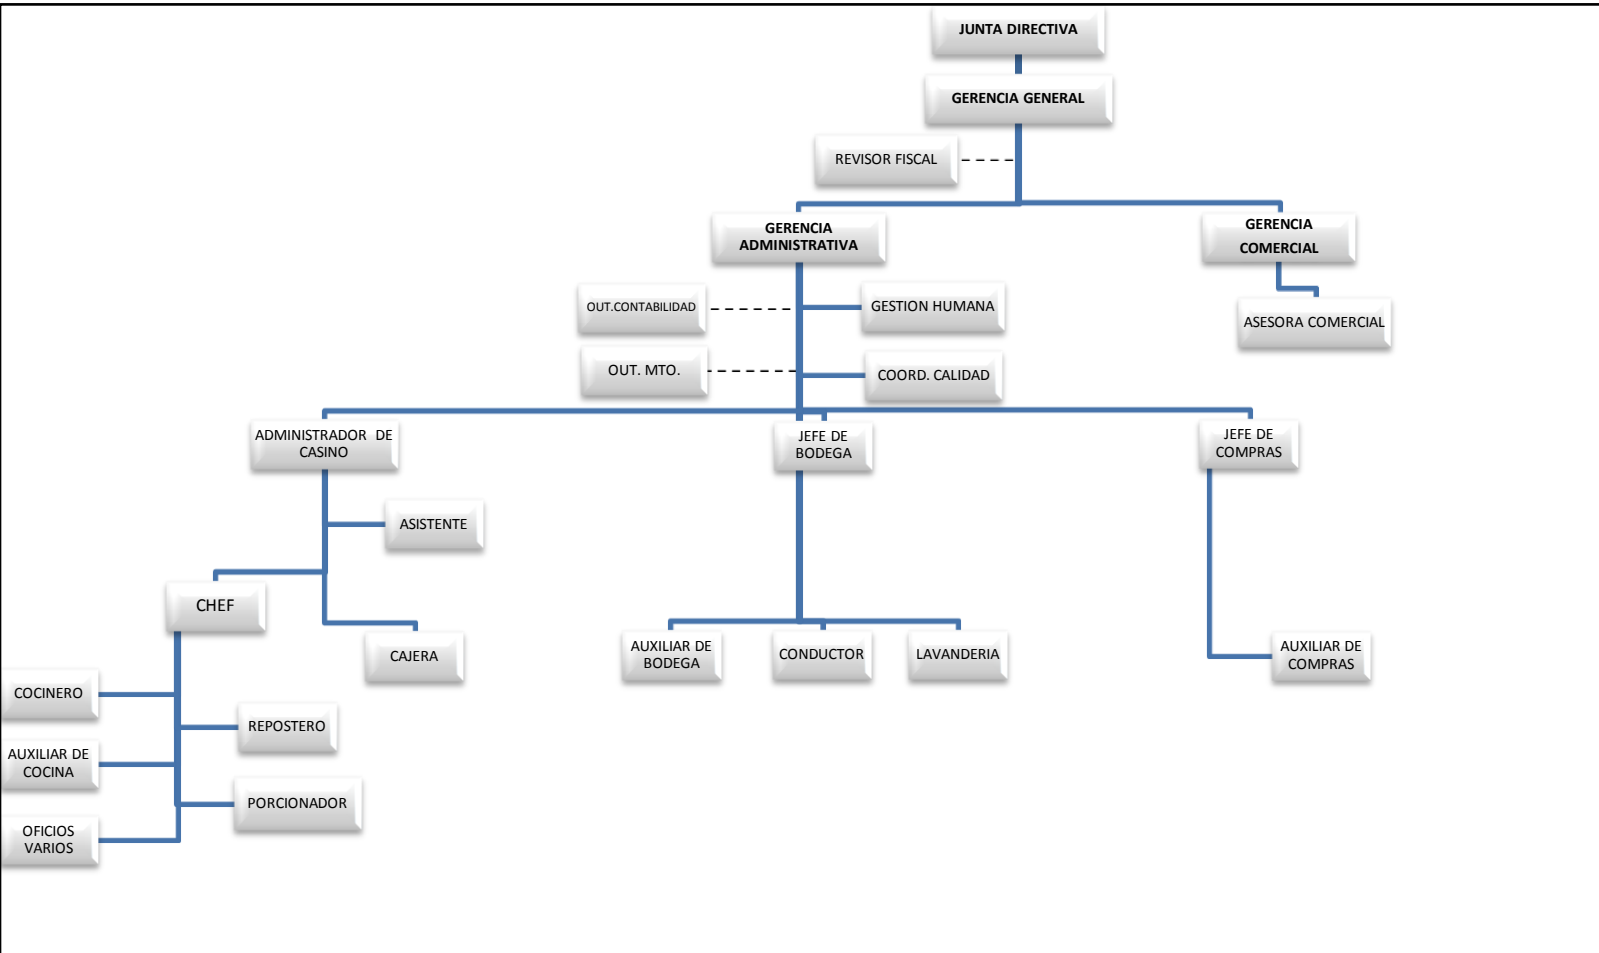 JUNTA DIRECTIVA
GERENCIA GENERAL
REVISOR FISCAL
GERENCIA
ADMINISTRATIVA
GERENCIA
COMERCIAL
OUT.CONTABILIDAD
GESTION HUMANA
ASESORA COMERCIAL
OUT. MTO.
COORD. CALIDAD
ADMINISTRADOR DE
CASINO
JEFE DE
BODEGA
JEFE DE
COMPRAS
ASISTENTE
CHEF
CAJERA
AUXILIAR DE
BODEGA
CONDUCTOR
LAVANDERIA
AUXILIAR DE
COMPRAS
COCINERO
REPOSTERO
AUXILIAR DE
COCINA
PORCIONADOR
OFICIOS
VARIOS